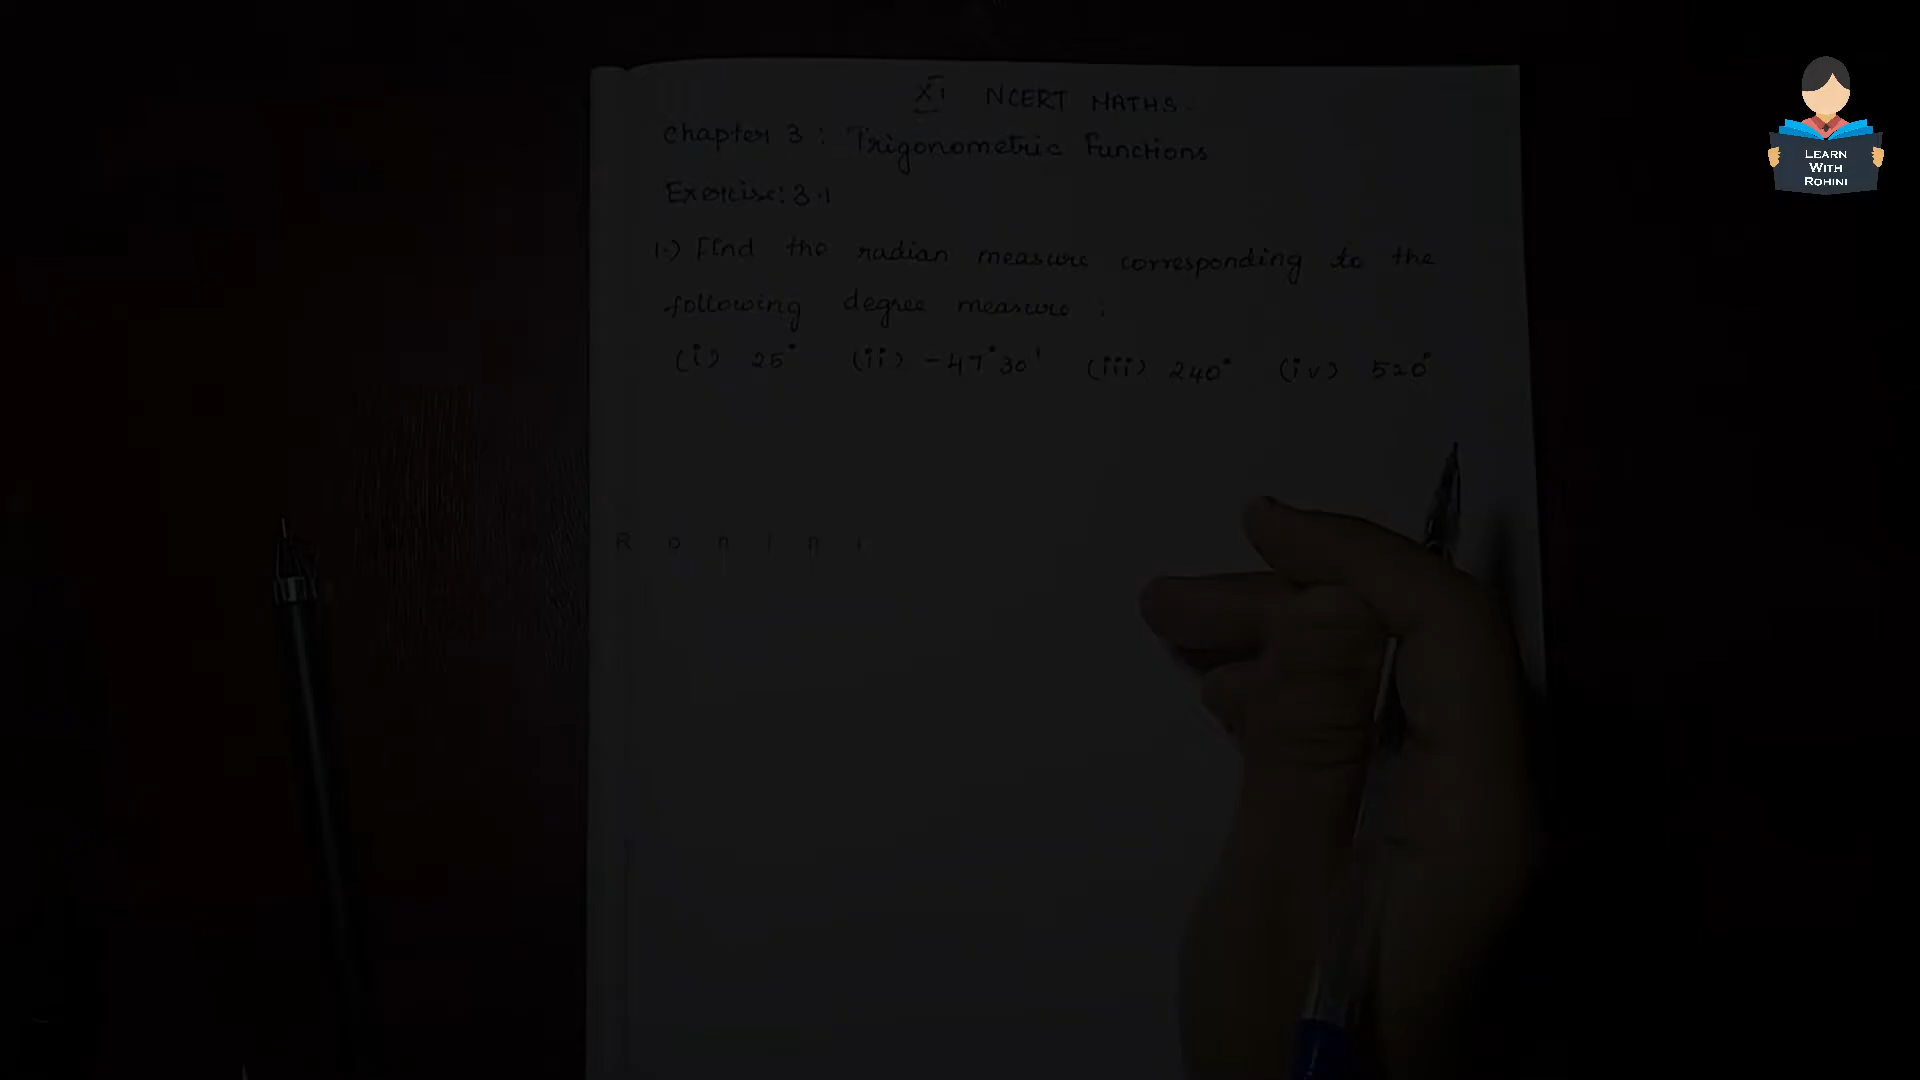 XI NCERT MATHS-
Chapter 3: Trigonometric Functions
Exercise: 3.1
1.) Find the radian measure corresponding to the
following degree measure :
(i) 25° (ii) -47°30' (iii) 240° (iv) 520°
Rohini
LEARN
WITH
ROHINI